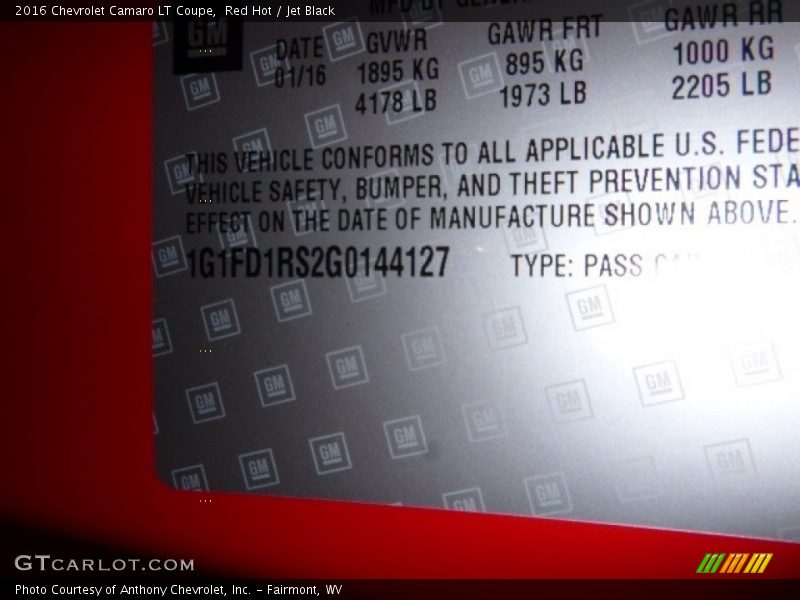 2016 Chevrolet Camaro LT Coupe,  Red Hot / Jet Black
MFD BY GENER
GM
DATE GVWR GAWR FRT GAWR RR
01/16 1895 KG 895 KG 1000 KG
4178 LB 1973 LB 2205 LB
THIS VEHICLE CONFORMS TO ALL APPLICABLE U.S. FEDE
VEHICLE SAFETY, BUMPER, AND THEFT PREVENTION STA
EFFECT ON THE DATE OF MANUFACTURE SHOWN ABOVE.
1G1FD1RS2G0144127 TYPE: PASS
GTCARLOT.COM
Photo Courtesy of Anthony Chevrolet, Inc. – Fairmont, WV